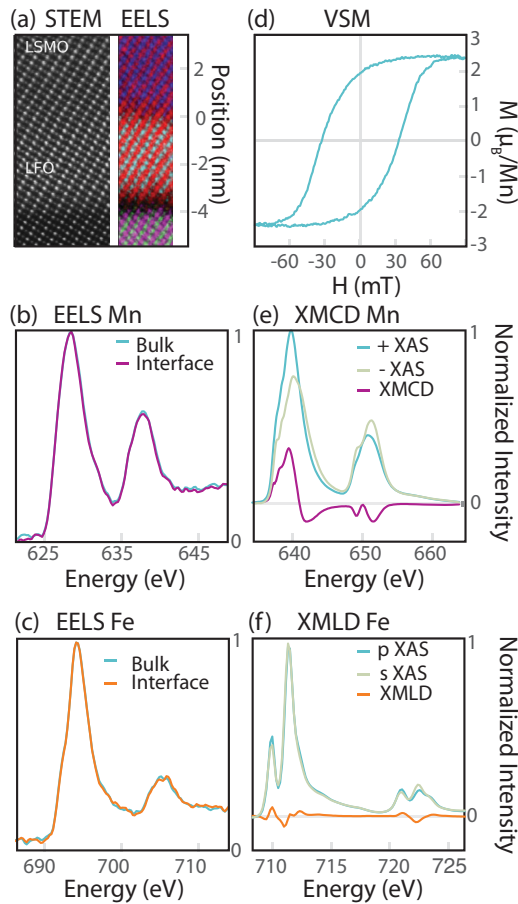 (a) STEM EELS
LSMO
LFO
2
0
-2
-4
Position (nm)
(d) VSM
3
2
1
0
-1
-2
-3
M (μB/Mn)
-60 -30 0 30 60
H (mT)
(b) EELS Mn
Bulk
Interface
1
0
625 635 645
Energy (eV)
(e) XMCD Mn
+ XAS
- XAS
XMCD
1
0
640 650 660
Energy (eV)
Normalized Intensity
(c) EELS Fe
Bulk
Interface
1
0
690 700 710
Energy (eV)
(f) XMLD Fe
p XAS
s XAS
XMLD
1
0
710 715 720 725
Energy (eV)
Normalized Intensity